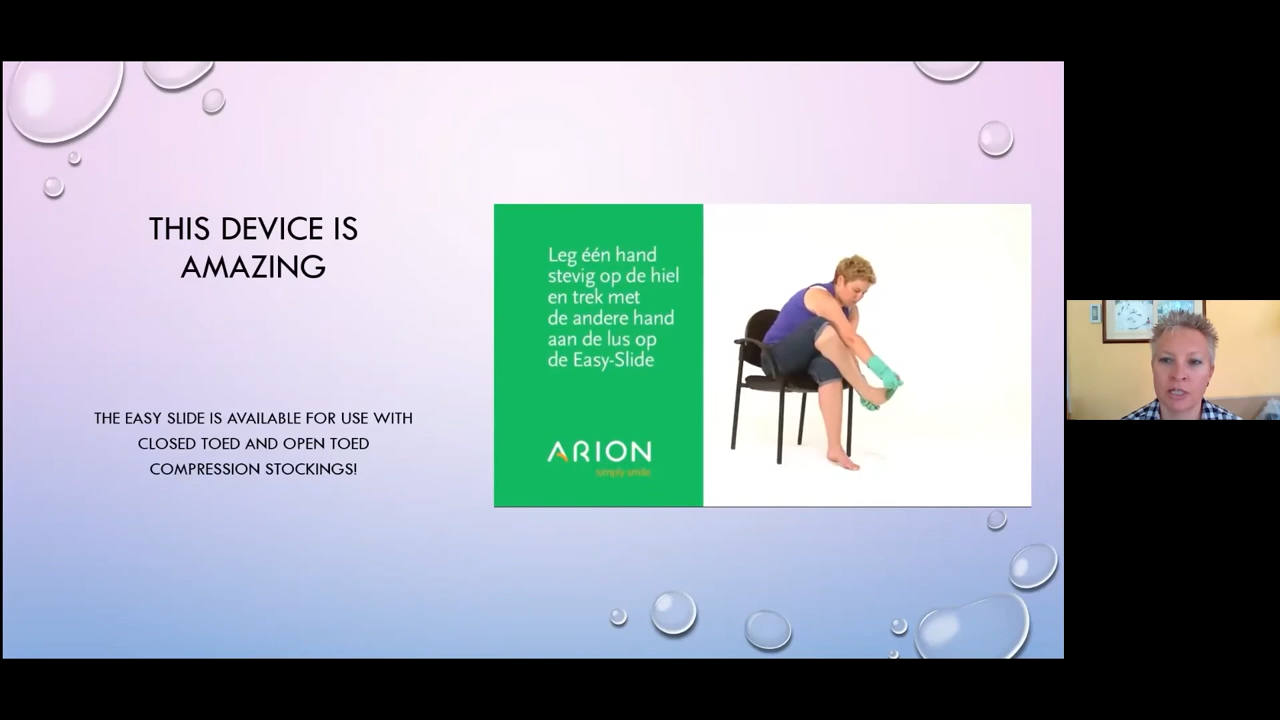 THIS DEVICE IS
AMAZING
THE EASY SLIDE IS AVAILABLE FOR USE WITH
CLOSED TOED AND OPEN TOED
COMPRESSION STOCKINGS!
Leg één hand
stevig op de hiel
en trek met
de andere hand
aan de lus op
de Easy-Slide
ARION
simply smile